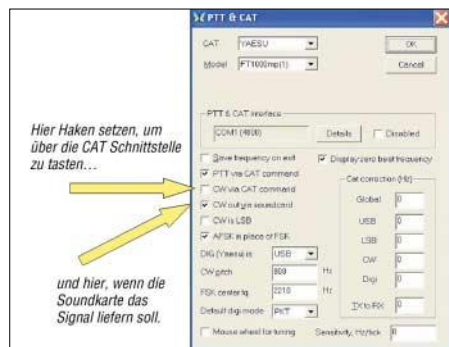 PTT & CAT
CAT YAESU OK
Model FT1000mp(1) Cancel
PTT & CAT interface
COM1 (4800) Details Disabled
Hier Haken setzen, um
über die CAT Schnittstelle
zu tasten...
Save frequency on exit Display zero beat frequency
PTT via CAT command
CW via CAT command
CW out via soundcard
CW is LSB
AFSK in place of FSK
DIG (Yaesu) is USB
CW pitch 800 Hz
FSK center fq 2210 Hz
Default digi mode PKT
Cat correction (Hz)
Global 0
USB 0
LSB 0
CW 0
Digi 0
TX to RX 0
und hier, wenn die
Soundkarte das
Signal liefern soll.
Mouse wheel for tuning Sensitivity, Hz/tick 0